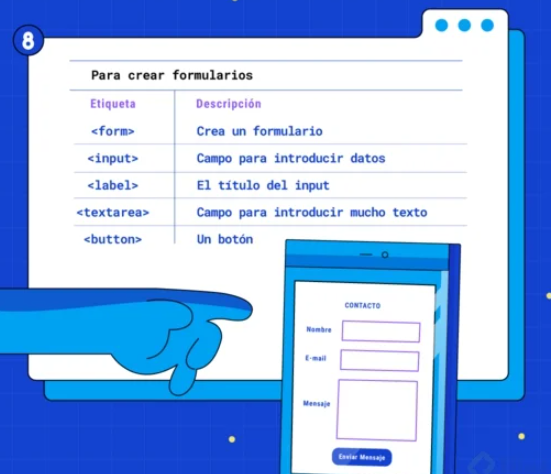 8
Para crear formularios
Etiqueta Descripción
<form> Crea un formulario
<input> Campo para introducir datos
<label> El título del input
<textarea> Campo para introducir mucho texto
<button> Un botón
CONTACTO
Nombre
E-mail
Mensaje
Enviar Mensaje